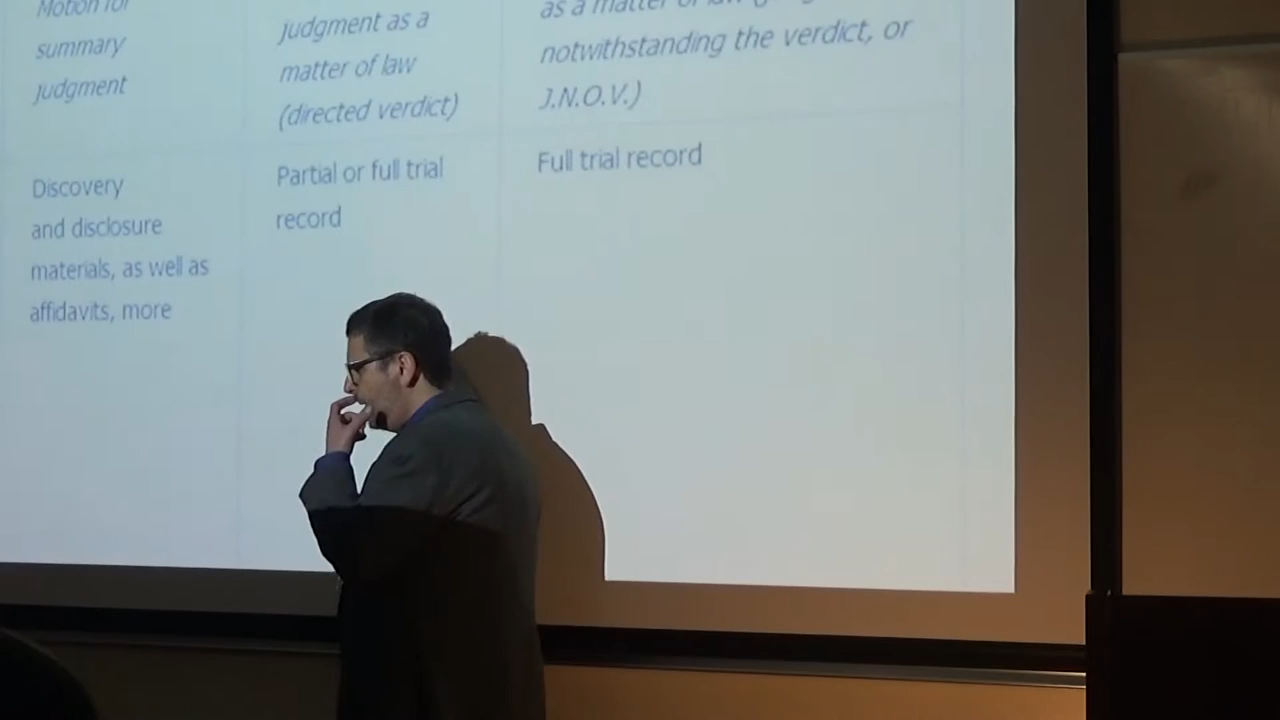 Motion for
summary
judgment
judgment as a
matter of law
(directed verdict)
as a matter of law
notwithstanding the verdict, or
J.N.O.V.)
Discovery
and disclosure
materials, as well as
affidavits, more
Partial or full trial
record
Full trial record